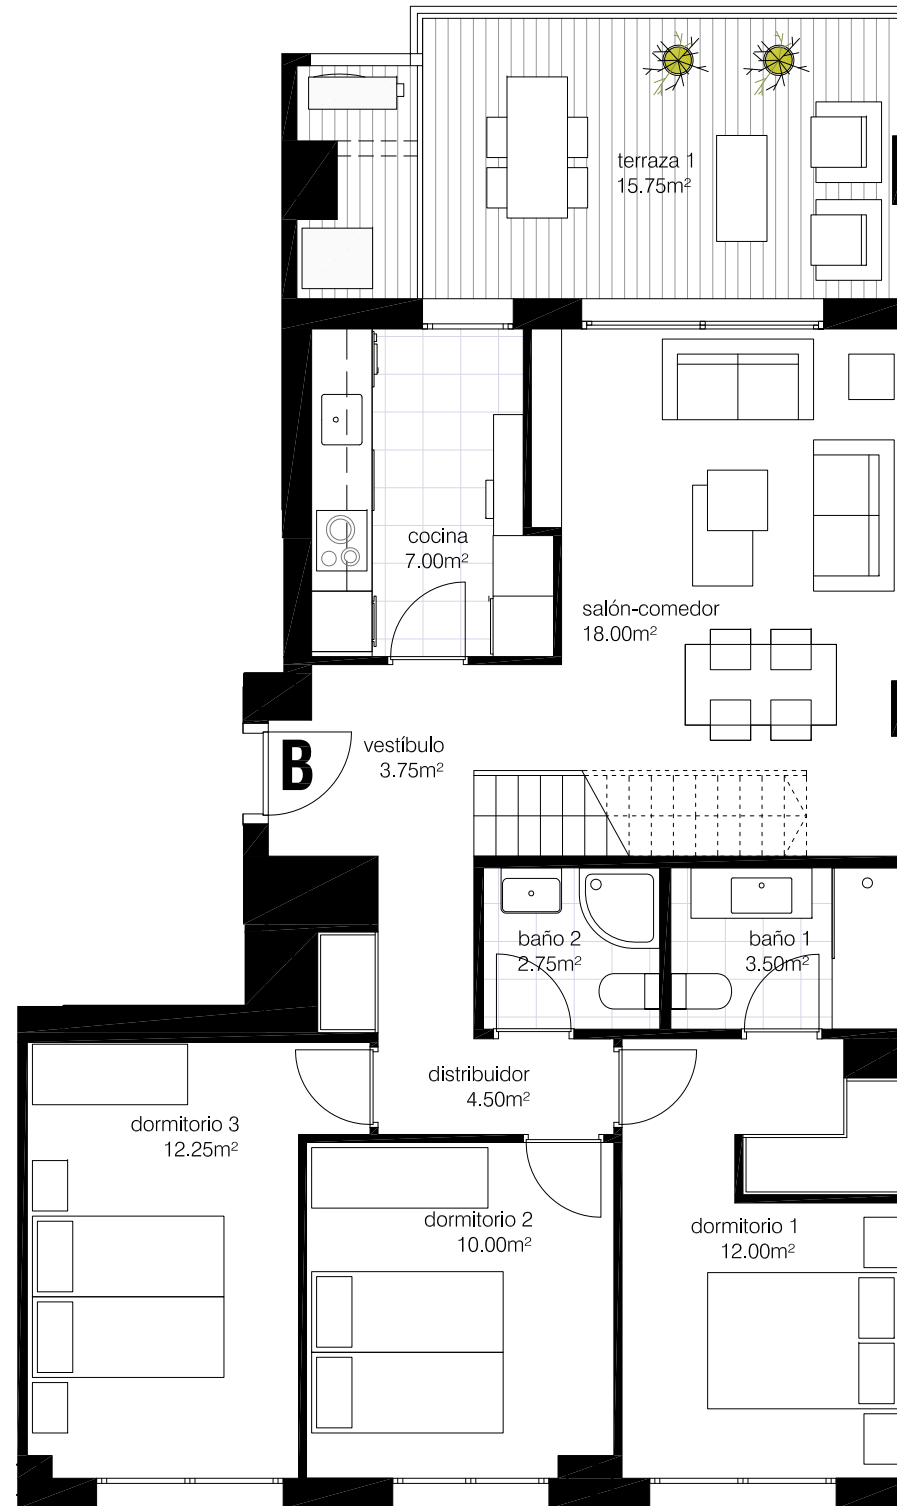 terraza 1
15.75m²
cocina
7.00m²
salón-comedor
18.00m²
B
vestíbulo
3.75m²
baño 2
2.75m²
baño 1
3.50m²
distribuidor
4.50m²
dormitorio 3
12.25m²
dormitorio 2
10.00m²
dormitorio 1
12.00m²